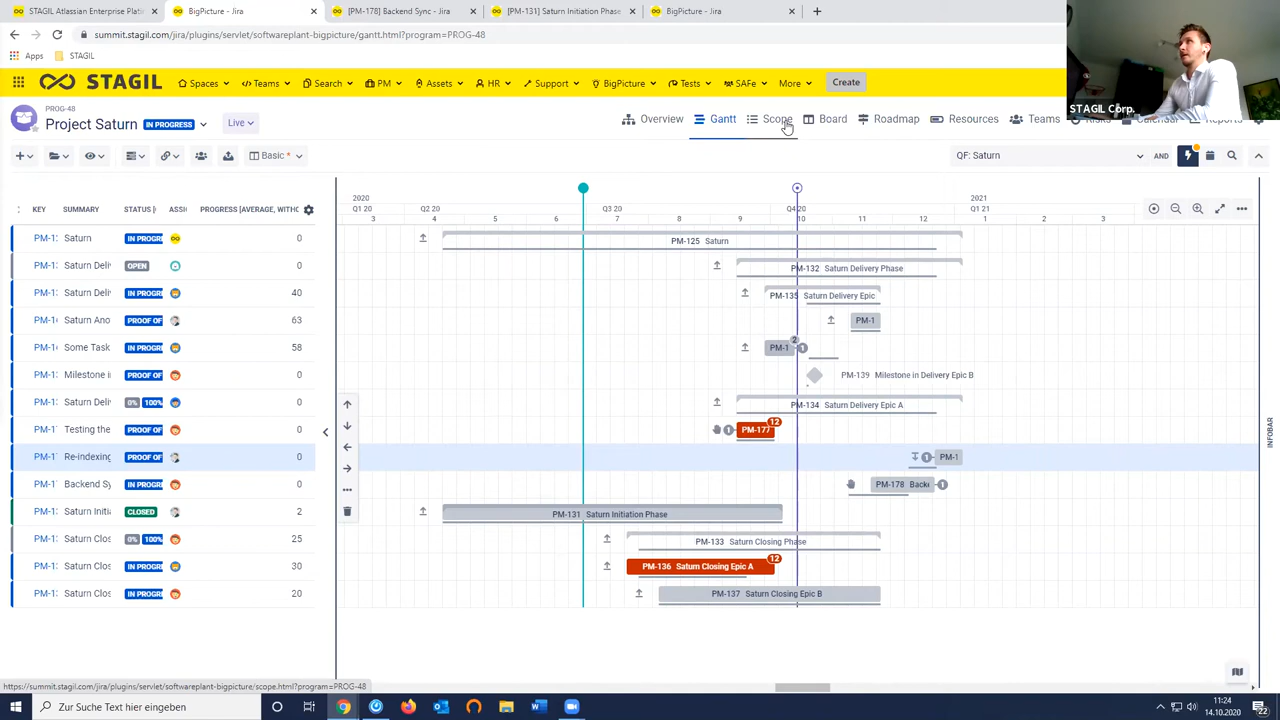 STAGIL Atlassian Enterprise Plat
BigPicture - Jira
[PM-178] Backend Sync - Jira
[PM-131] Saturn Initiation Phase
BigPicture - Jira
summit.stagil.com/jira/plugins/servlet/softwareplant-bigpicture/gantt.html?program=PROG-48
Apps STAGIL
STAGIL Spaces Teams Search PM Assets HR Support BigPicture Tests SAFe More Create
STAGIL Corp.
PROG-48
Project Saturn IN PROGRESS Live
Overview Gantt Scope Board Roadmap Resources Teams Risks Calendar Reports
Basic *
QF: Saturn AND
KEY SUMMARY STATUS [ ASSI PROGRESS [AVERAGE, WITHO
2020 2021
Q1 20 Q2 20 Q3 20 Q4 20 Q1 21
3 4 5 6 7 8 9 10 11 12 1 2 3
PM-1: Saturn IN PROGR 0 PM-125 Saturn
PM-1: Saturn Deli OPEN 0 PM-132 Saturn Delivery Phase
PM-1: Saturn Deli IN PROGR 40 PM-135 Saturn Delivery Epic
PM-1 Saturn Ano PROOF OF 63 PM-1
PM-1 Some Task IN PROGR 58 PM-1 2 1
PM-1: Milestone i PROOF OF 0 PM-139 Milestone in Delivery Epic B
PM-1: Saturn Deli 0% 100% 0 PM-134 Saturn Delivery Epic A
PM-1 Testing the PROOF OF 0 1 PM-177 12
PM-1 Re-indexing PROOF OF 0 1 PM-1
PM-1 Backend Sy IN PROGR 0 PM-178 Backe 1
PM-1: Saturn Initi CLOSED 2 PM-131 Saturn Initiation Phase
PM-1: Saturn Clos 0% 100% 25 PM-133 Saturn Closing Phase
PM-1: Saturn Clos IN PROGR 30 PM-136 Saturn Closing Epic A 12
PM-1: Saturn Clos IN PROGR 20 PM-137 Saturn Closing Epic B
INFOBAR
https://summit.stagil.com/jira/plugins/servlet/softwareplant-bigpicture/scope.html?program=PROG-48
Zur Suche Text hier eingeben
11:24
14.10.2020
22